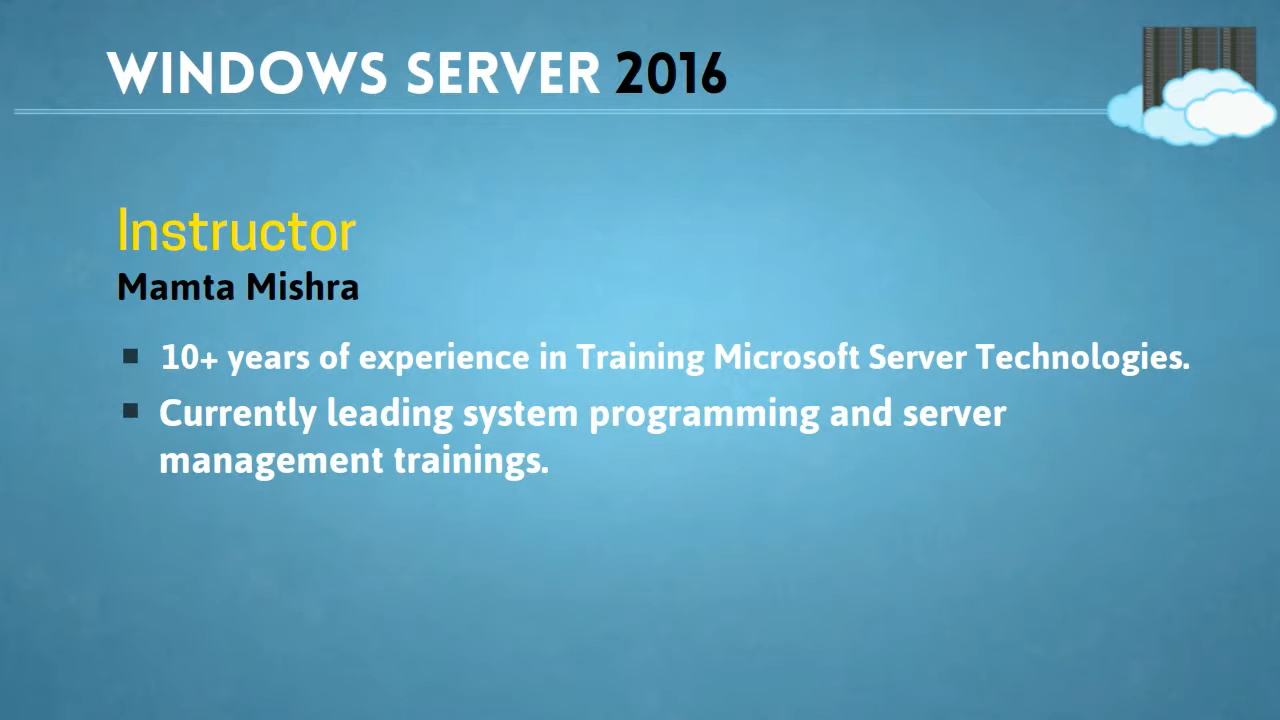 WINDOWS SERVER 2016
Instructor
Mamta Mishra
10+ years of experience in Training Microsoft Server Technologies.
Currently leading system programming and server
management trainings.